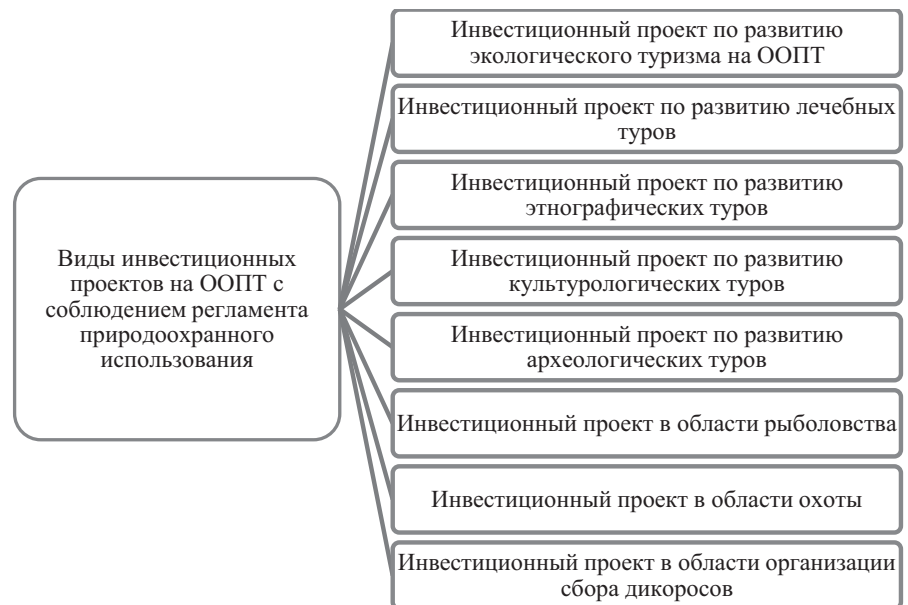 Виды инвестиционных
проектов на ООПТ с
соблюдением регламента
природоохранного
использования
Инвестиционный проект по развитию
экологического туризма на ООПТ
Инвестиционный проект по развитию лечебных
туров
Инвестиционный проект по развитию
этнографических туров
Инвестиционный проект по развитию
культурологических туров
Инвестиционный проект по развитию
археологических туров
Инвестиционный проект в области рыболовства
Инвестиционный проект в области охоты
Инвестиционный проект в области организации
сбора дикоросов